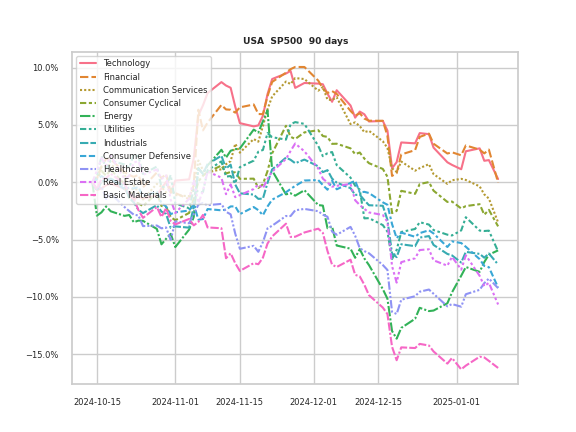 USA SP500 90 days
Technology
Financial
Communication Services
Consumer Cyclical
Energy
Utilities
Industrials
Consumer Defensive
Healthcare
Real Estate
Basic Materials
10.0%
5.0%
0.0%
−5.0%
−10.0%
−15.0%
2024-10-15
2024-11-01
2024-11-15
2024-12-01
2024-12-15
2025-01-01